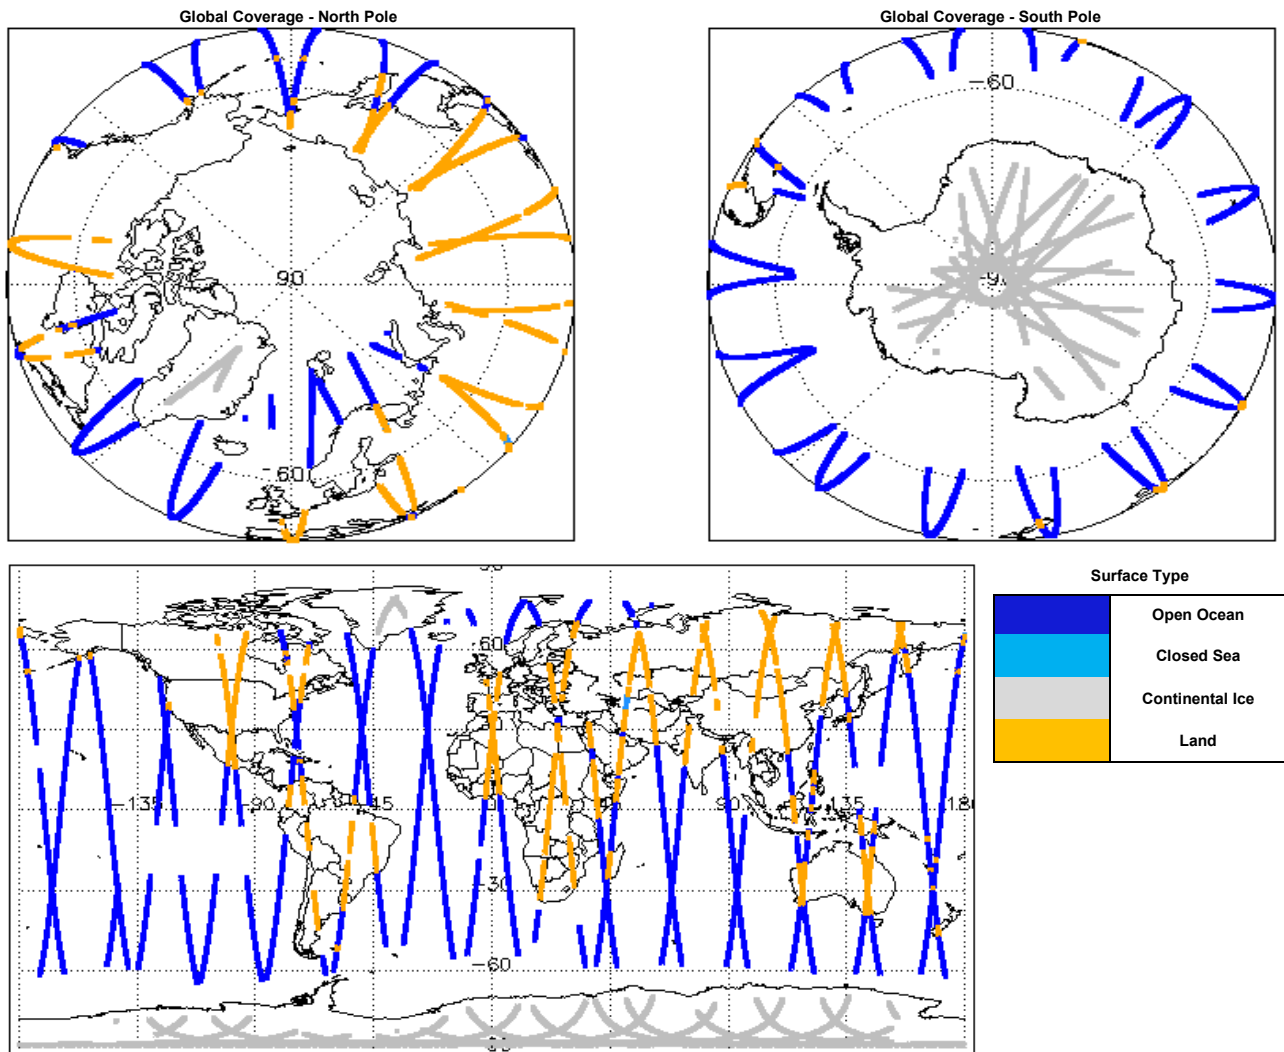 Global Coverage - North Pole
Global Coverage - South Pole
-60
90
-9
-60
60
-135
-90
-45
90
135
180
-30
-60
Surface Type
Open Ocean
Closed Sea
Continental Ice
Land